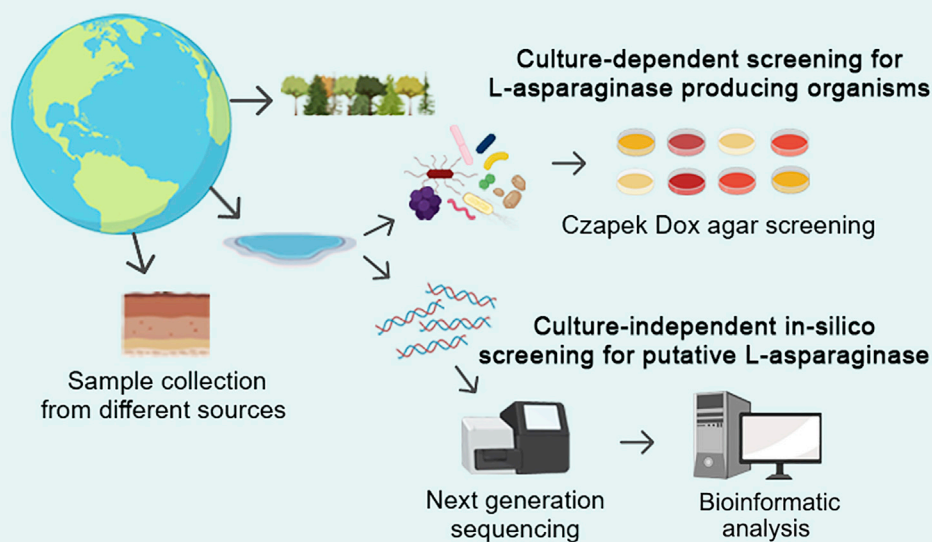 Culture-dependent screening for
L-asparaginase producing organisms
Czapek Dox agar screening
Sample collection
from different sources
Culture-independent in-silico
screening for putative L-asparaginase
Next generation
sequencing
Bioinformatic
analysis